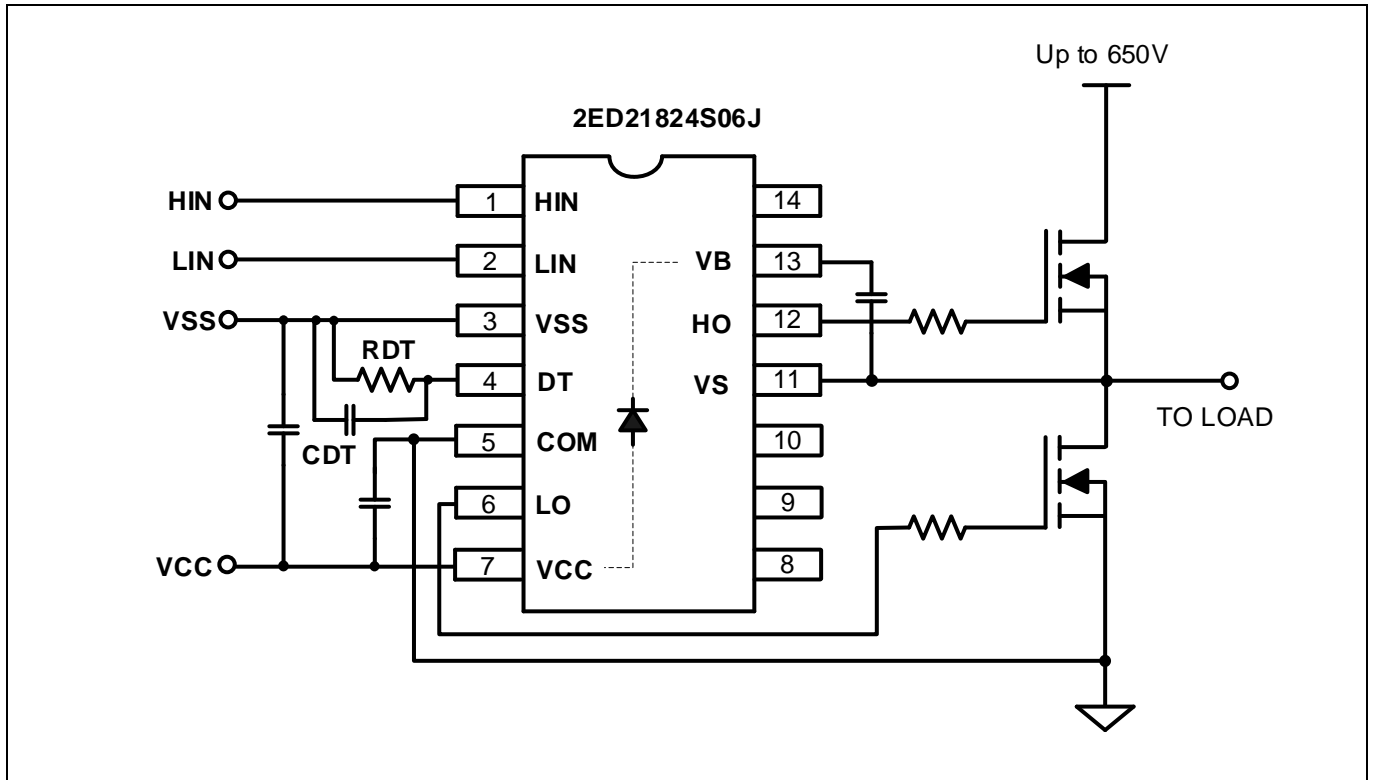 Up to 650V
2ED21824S06J
HIN 1 HIN 14
LIN 2 LIN VB 13
VSS 3 VSS HO 12
RDT
4 DT VS 11
TO LOAD
CDT
5 COM 10
6 LO 9
VCC 7 VCC 8